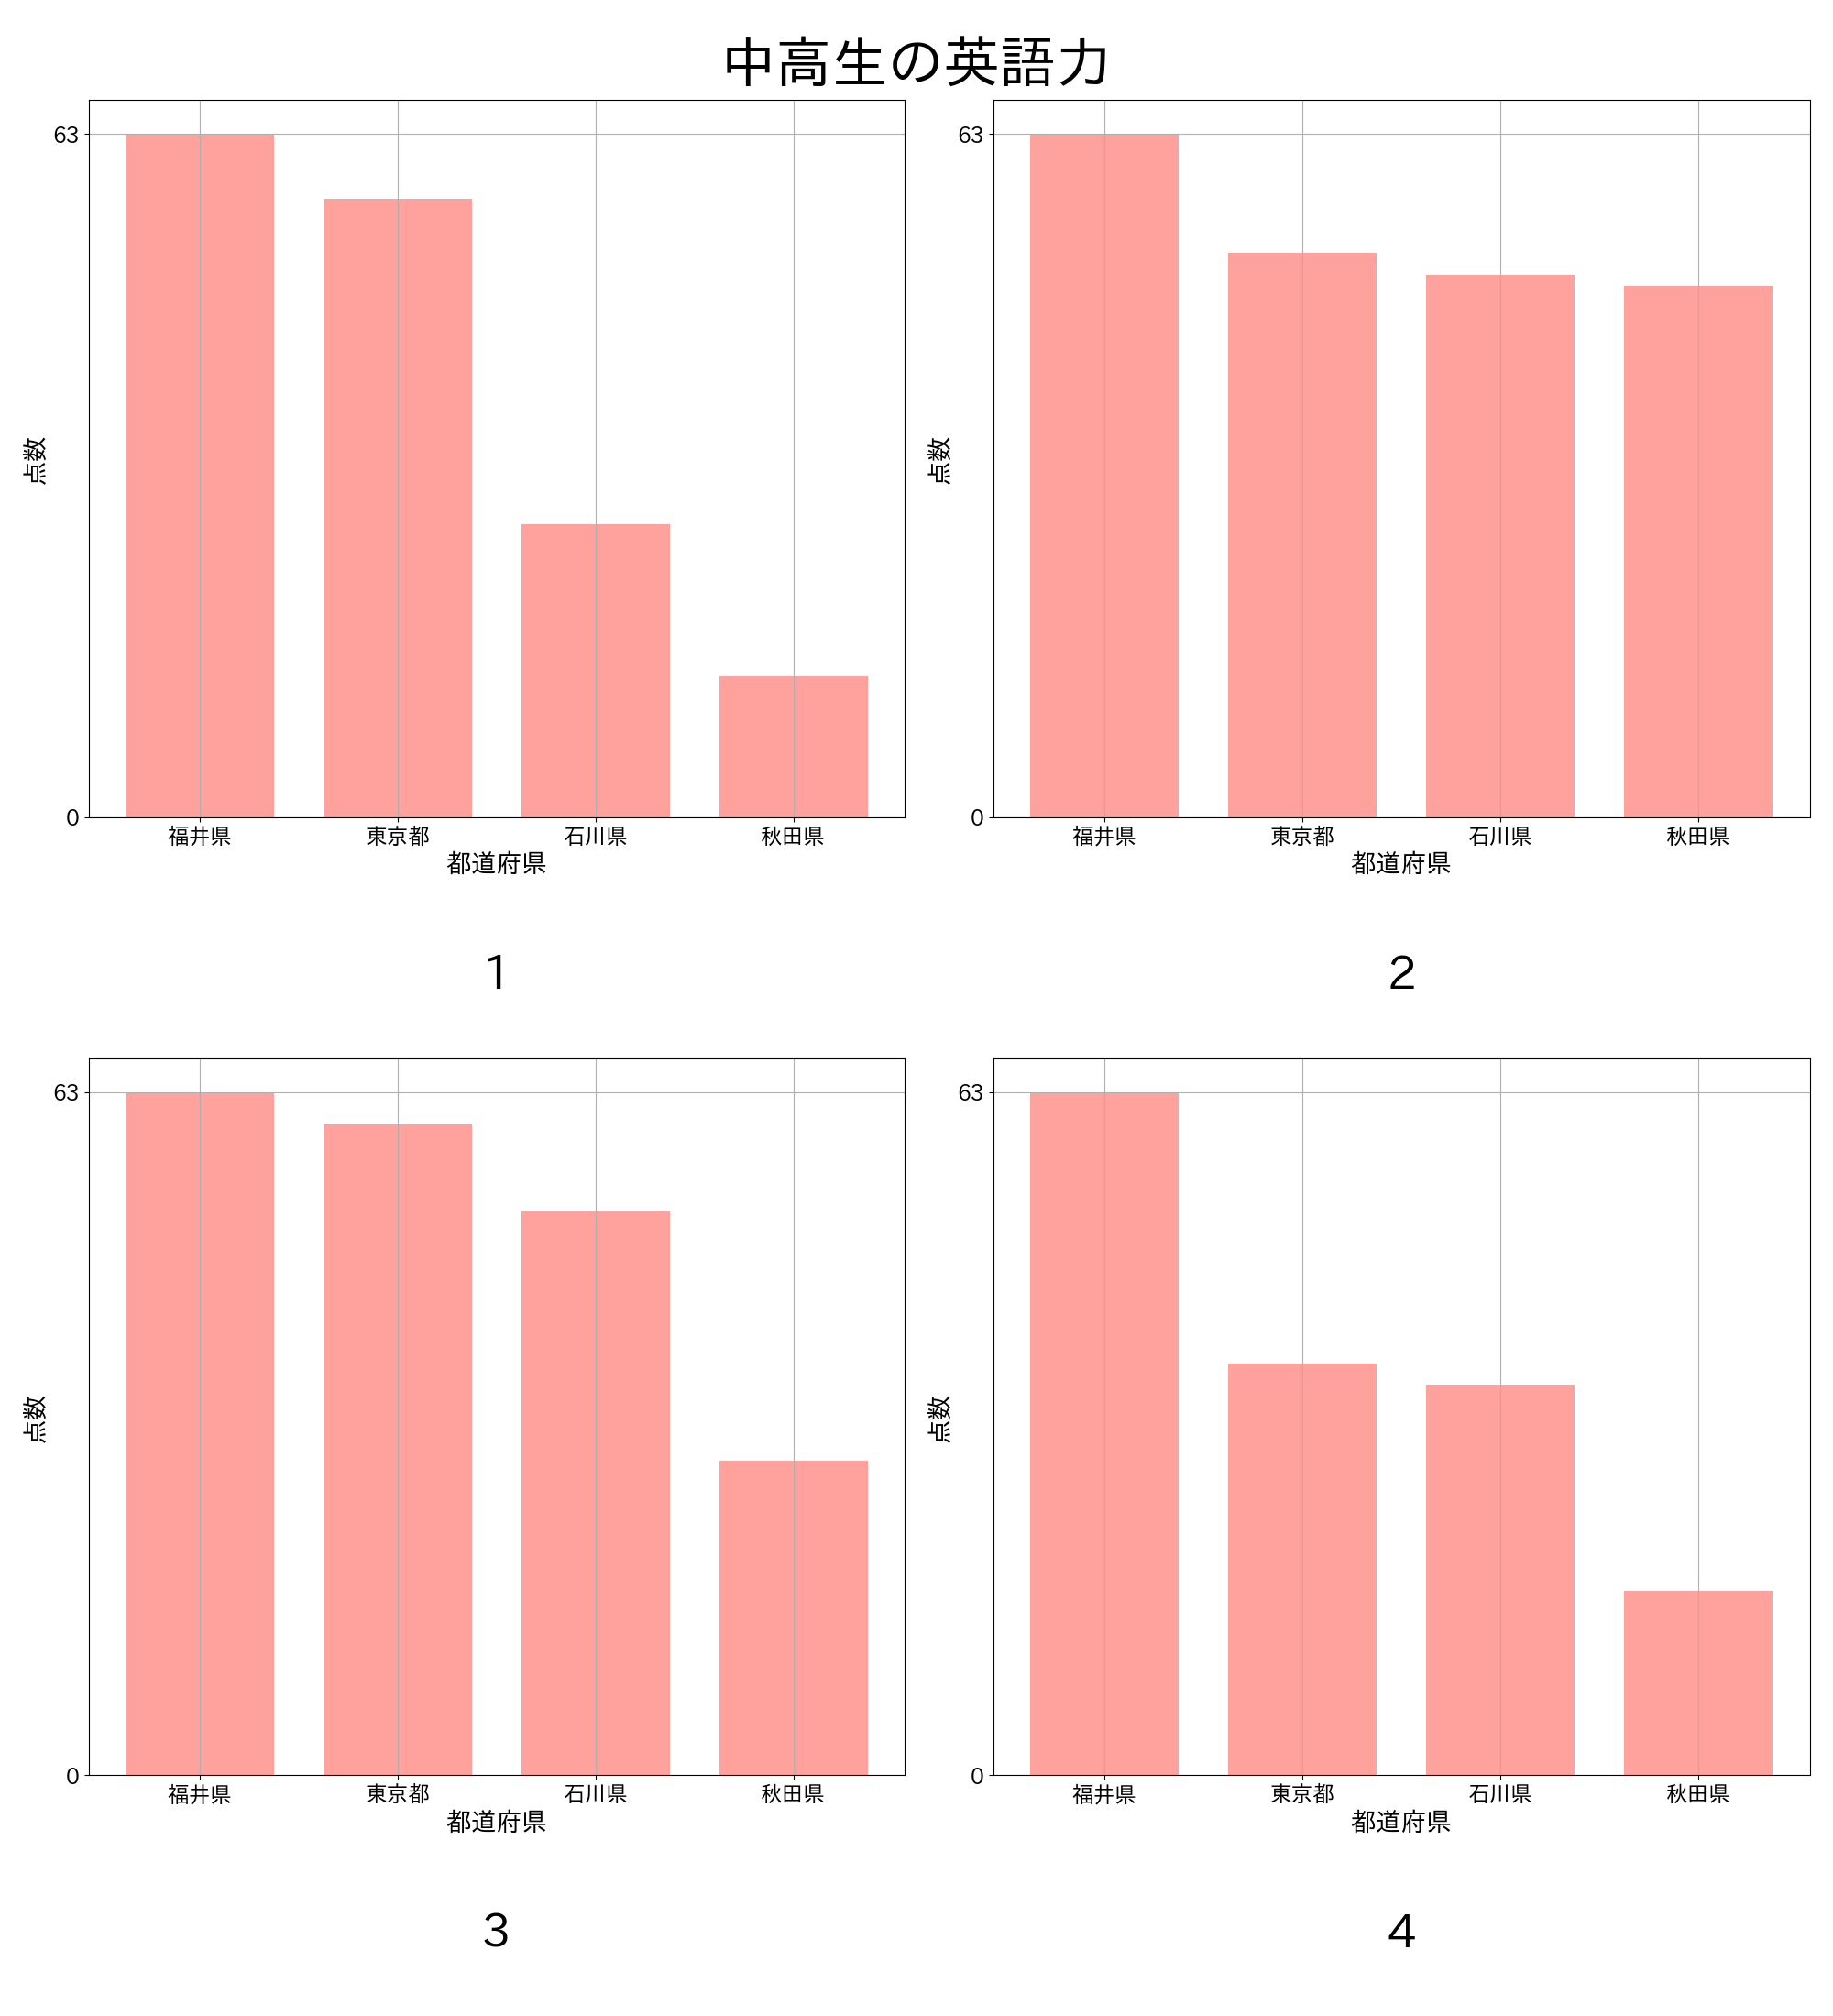 中高生の英語力
63
0
点数
福井県 東京都 石川県 秋田県
都道府県
1
63
0
点数
福井県 東京都 石川県 秋田県
都道府県
2
63
0
点数
福井県 東京都 石川県 秋田県
都道府県
3
63
0
点数
福井県 東京都 石川県 秋田県
都道府県
4